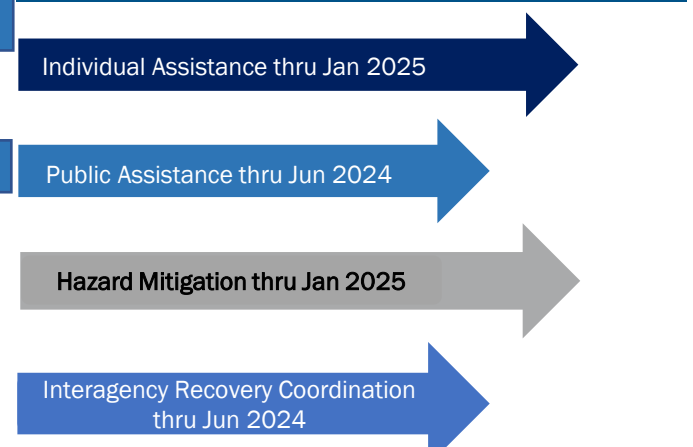 Individual Assistance thru Jan 2025
Public Assistance thru Jun 2024
Hazard Mitigation thru Jan 2025
Interagency Recovery Coordination
thru Jun 2024